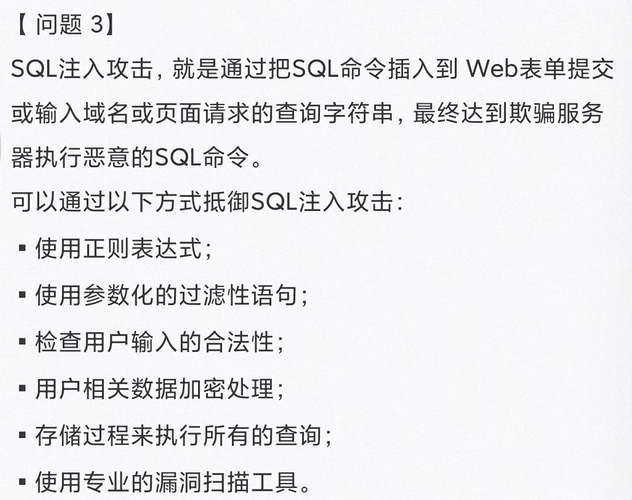 【 问题 3】
SQL注入攻击，就是通过把SQL命令插入到 Web表单提交
或输入域名或页面请求的查询字符串，最终达到欺骗服务
器执行恶意的SQL命令。
可以通过以下方式抵御SQL注入攻击：
▪ 使用正则表达式；
▪ 使用参数化的过滤性语句；
▪ 检查用户输入的合法性；
▪ 用户相关数据加密处理；
▪ 存储过程来执行所有的查询；
▪ 使用专业的漏洞扫描工具。